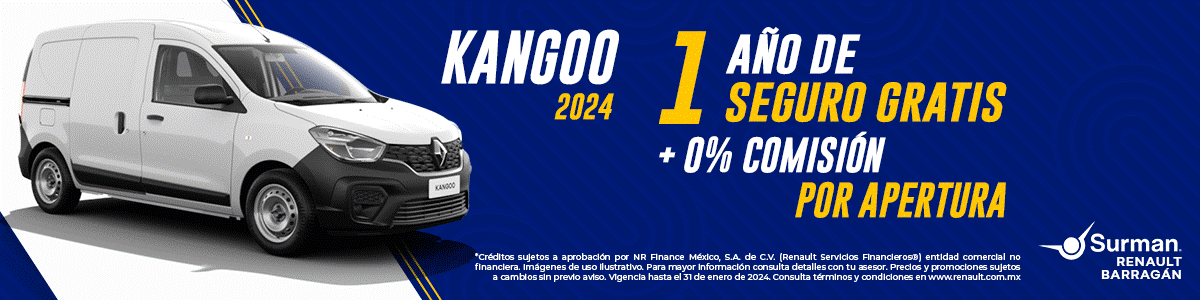 KANGOO
2024
1 AÑO DE
SEGURO GRATIS
+ 0% COMISIÓN
POR APERTURA
KANGOO
*Créditos sujetos a aprobación por NR Finance México, S.A. de C.V. (Renault Servicios Financieros®) entidad comercial no
financiera. Imágenes de uso ilustrativo. Para mayor información consulta detalles con tu asesor. Precios y promociones sujetos
a cambios sin previo aviso. Vigencia hasta el 31 de enero de 2024. Consulta términos y condiciones en www.renault.com.mx
Surman
RENAULT
BARRAGÁN